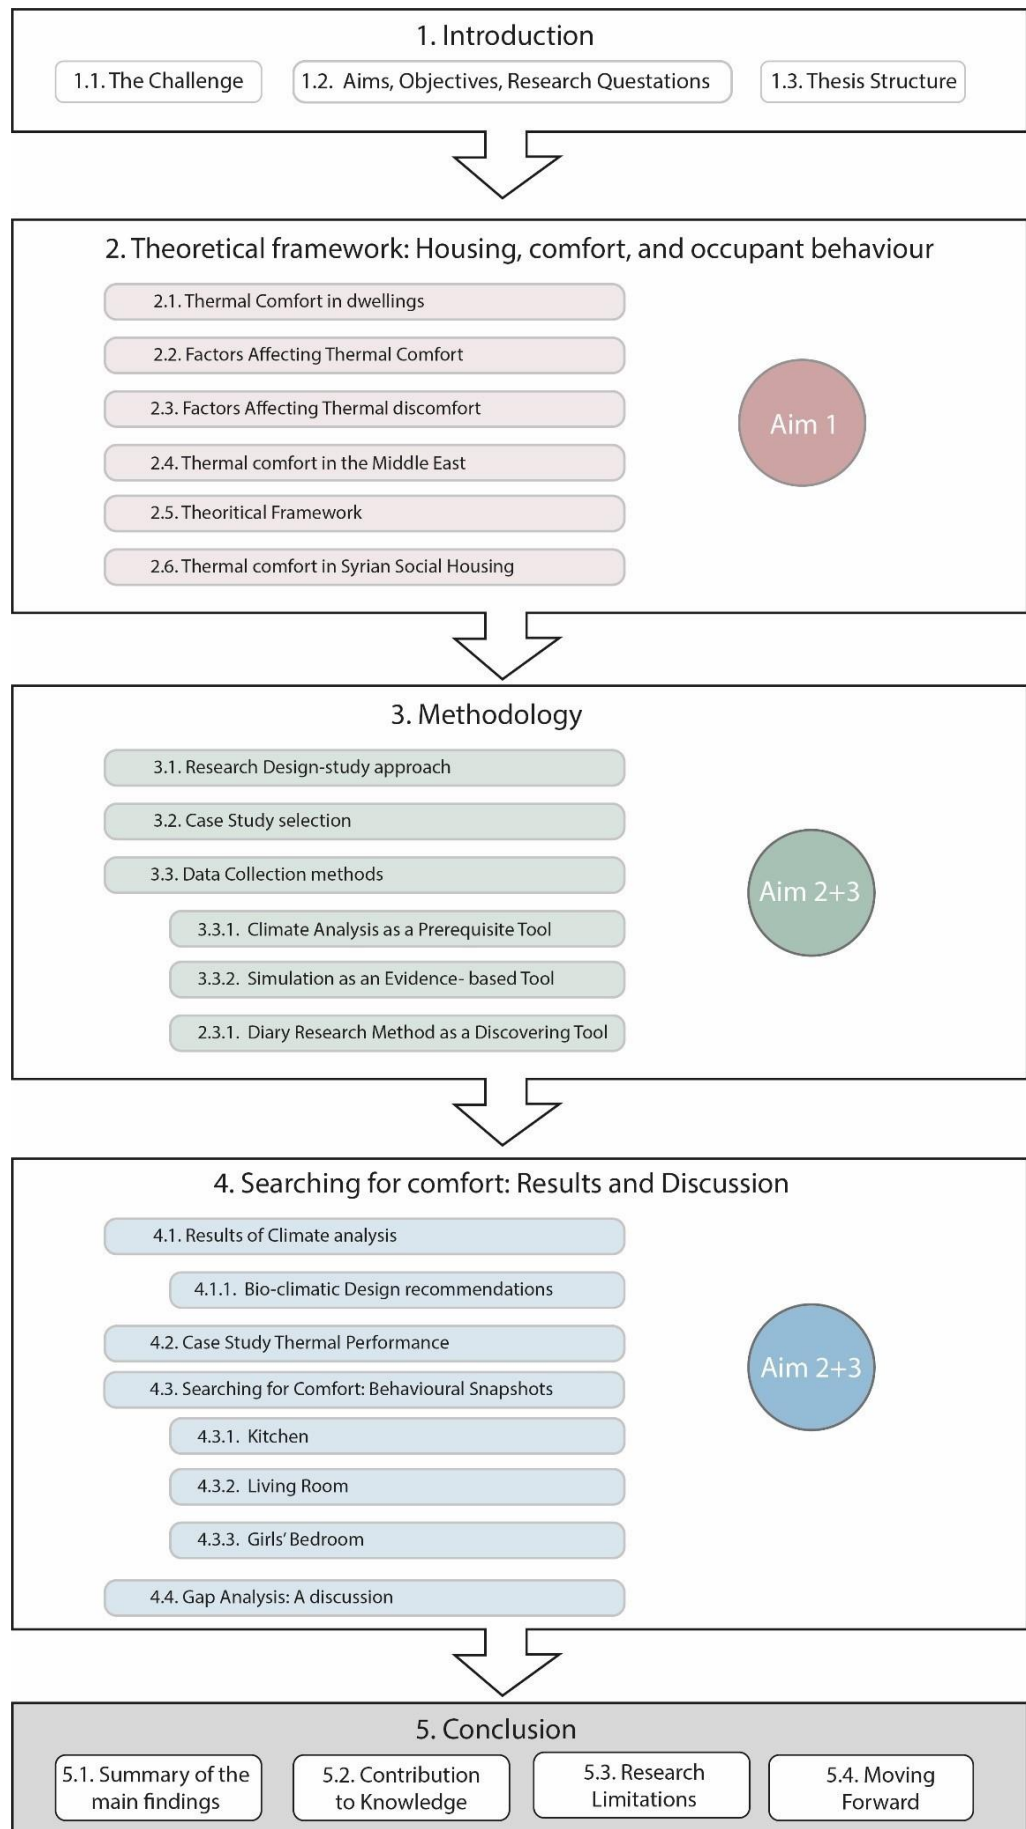 1. Introduction
1.1. The Challenge
1.2. Aims, Objectives, Research Questations
1.3. Thesis Structure
2. Theoretical framework: Housing, comfort, and occupant behaviour
2.1. Thermal Comfort in dwellings
2.2. Factors Affecting Thermal Comfort
2.3. Factors Affecting Thermal discomfort
2.4. Thermal comfort in the Middle East
2.5. Theoritical Framework
2.6. Thermal comfort in Syrian Social Housing
Aim 1
3. Methodology
3.1. Research Design-study approach
3.2. Case Study selection
3.3. Data Collection methods
3.3.1. Climate Analysis as a Prerequisite Tool
3.3.2. Simulation as an Evidence- based Tool
2.3.1. Diary Research Method as a Discovering Tool
Aim 2+3
4. Searching for comfort: Results and Discussion
4.1. Results of Climate analysis
4.1.1. Bio-climatic Design recommendations
4.2. Case Study Thermal Performance
4.3. Searching for Comfort: Behavioural Snapshots
4.3.1. Kitchen
4.3.2. Living Room
4.3.3. Girls' Bedroom
4.4. Gap Analysis: A discussion
Aim 2+3
5. Conclusion
5.1. Summary of the
main findings
5.2. Contribution
to Knowledge
5.3. Research
Limitations
5.4. Moving
Forward